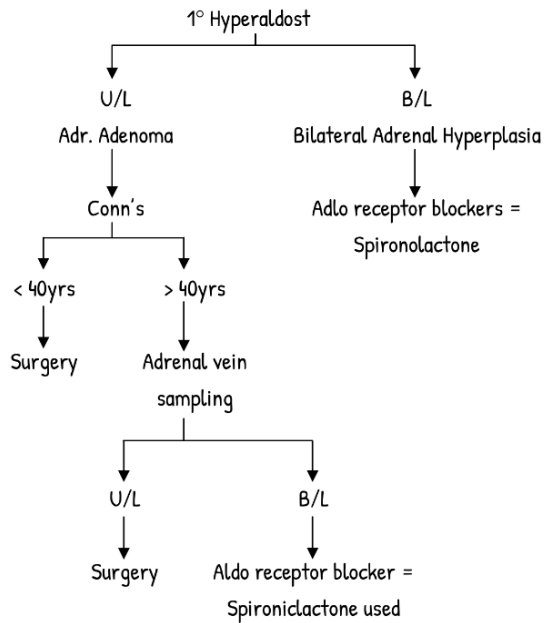 1° Hyperaldost
U/L
Adr. Adenoma
B/L
Bilateral Adrenal Hyperplasia
Conn's
Adlo receptor blockers =
Spironolactone
< 40yrs
> 40yrs
Surgery
Adrenal vein
sampling
U/L
B/L
Surgery
Aldo receptor blocker =
Spironiclactone used